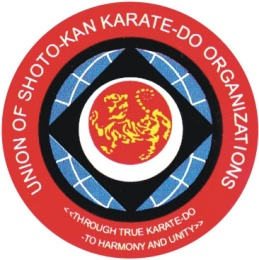 UNION OF SHOTO-KAN KARATE-DO ORGANIZATIONS
<<THROUGH TRUE KARATE-DO
-TO HARMONY AND UNITY>>